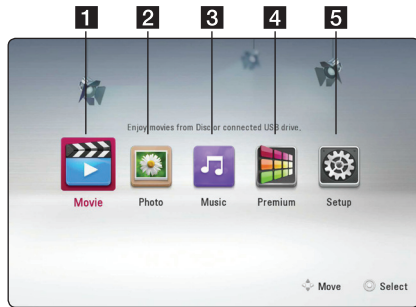 1 2 3 4 5
Enjoy movies from Disc or connected USB drive.
Movie Photo Music Premium Setup
Move Select